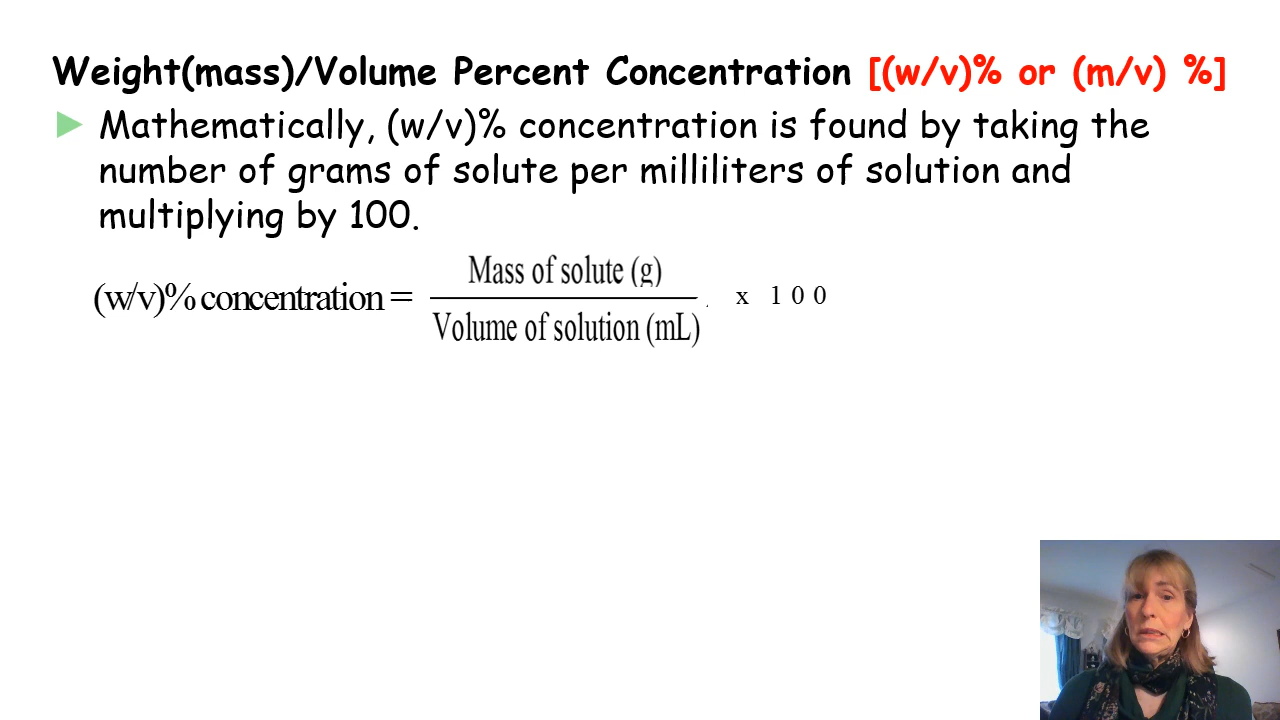 Weight(mass)/Volume Percent Concentration [(w/v)% or (m/v) %]
Mathematically, (w/v)% concentration is found by taking the
number of grams of solute per milliliters of solution and
multiplying by 100.
Mass of solute (g)
(w/v)% concentration = x 100
Volume of solution (mL)